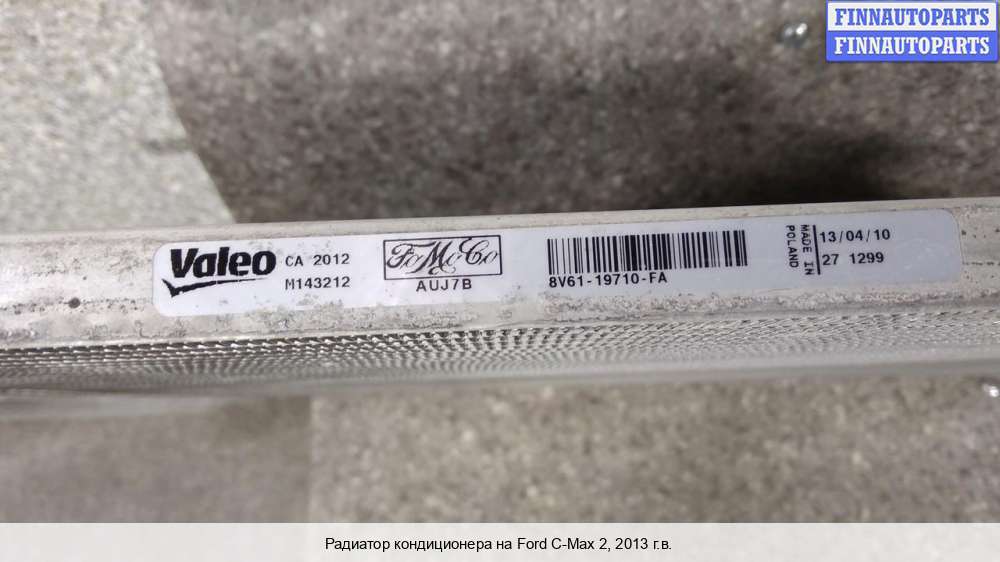 FINNAUTOPARTS
FINNAUTOPARTS
Valeo CA 2012
M143212
FoMoCo
AUJ7B
8V61-19710-FA
MADE IN
POLAND
13/04/10
27 1299
Радиатор кондиционера на Ford C-Max 2, 2013 г.в.